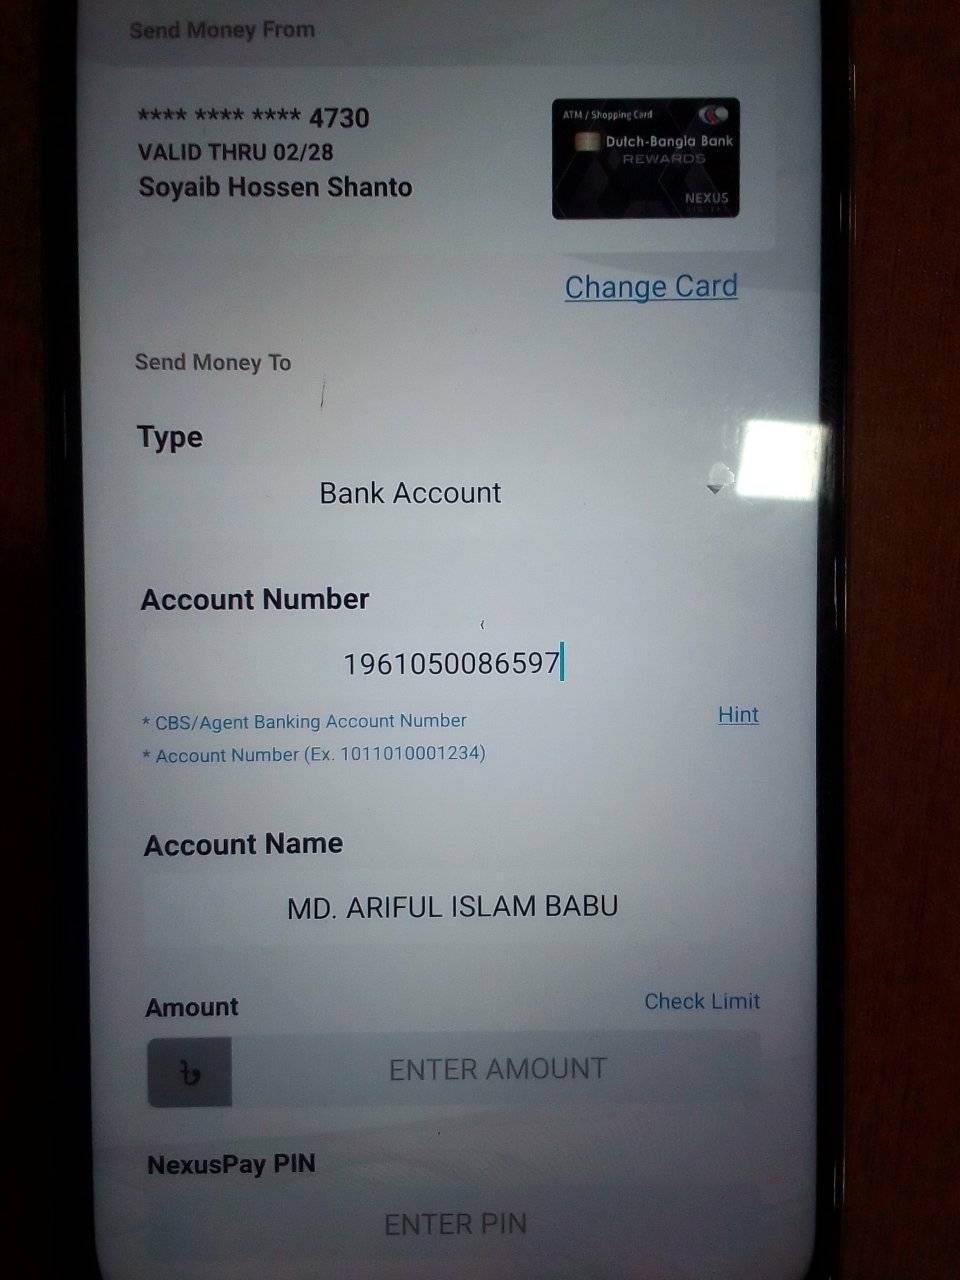 Send Money From
**** **** **** 4730
VALID THRU 02/28
Soyaib Hossen Shanto
ATM / Shopping Card
Dutch-Bangla Bank
REWARDS
NEXUS
Change Card
Send Money To
Type
Bank Account
Account Number
1961050086597
* CBS/Agent Banking Account Number
Hint
* Account Number (Ex. 1011010001234)
Account Name
MD. ARIFUL ISLAM BABU
Amount
Check Limit
৳
ENTER AMOUNT
NexusPay PIN
ENTER PIN